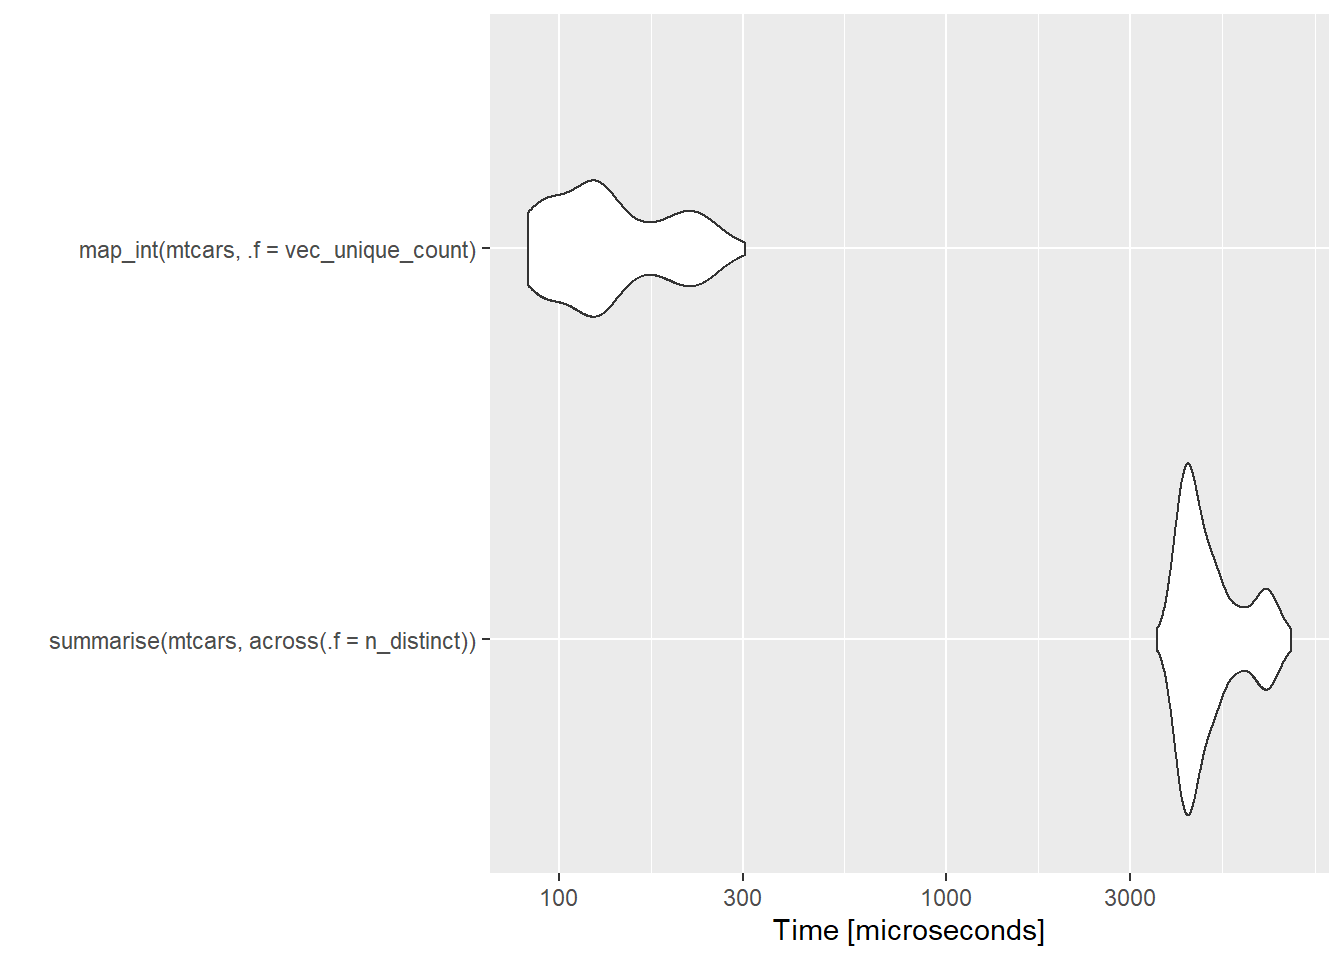 map_int(mtcars, .f = vec_unique_count)
summarise(mtcars, across(.f = n_distinct))
100 300 1000 3000
Time [microseconds]